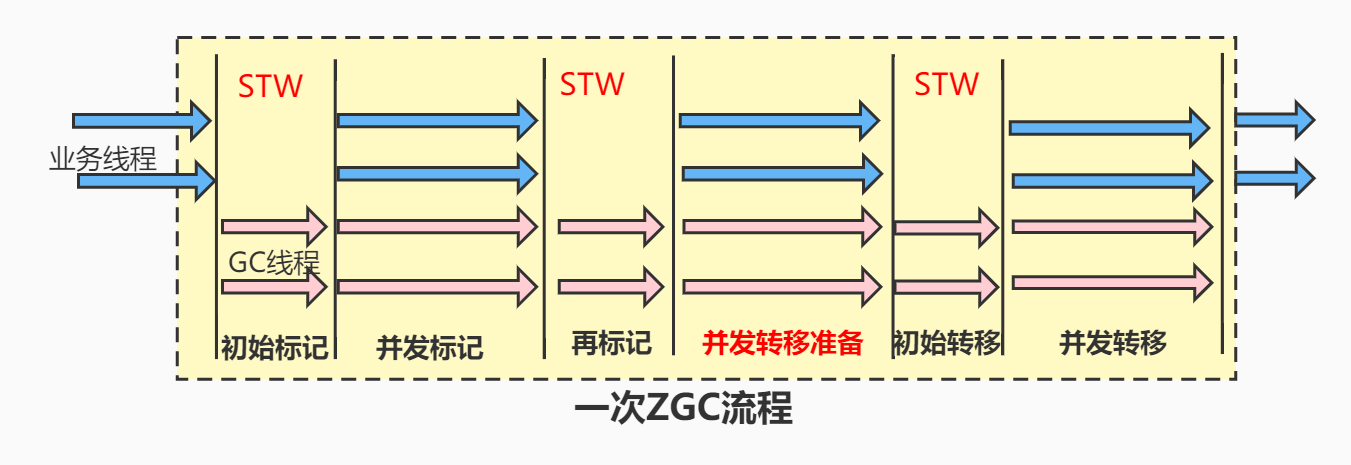 STW
STW
STW
业务线程
GC线程
初始标记
并发标记
再标记
并发转移准备
初始转移
并发转移
一次ZGC流程